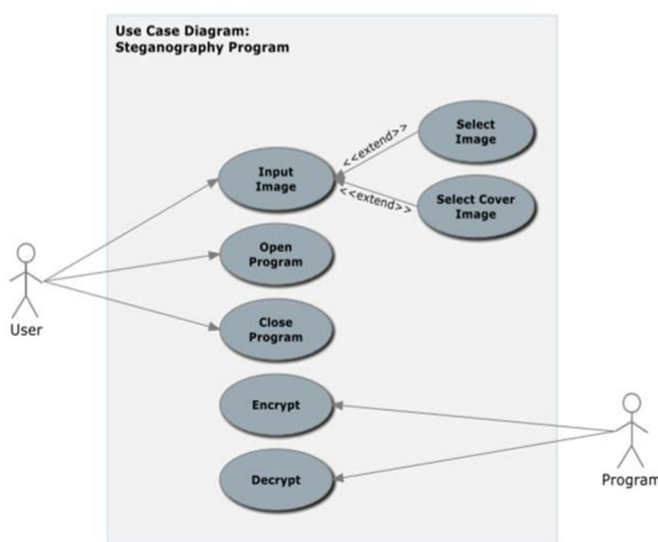 Use Case Diagram:
Steganography Program
Select
Image
<<extend>>
Input
Image
<<extend>>
Select Cover
Image
Open
Program
User
Close
Program
Encrypt
Program
Decrypt